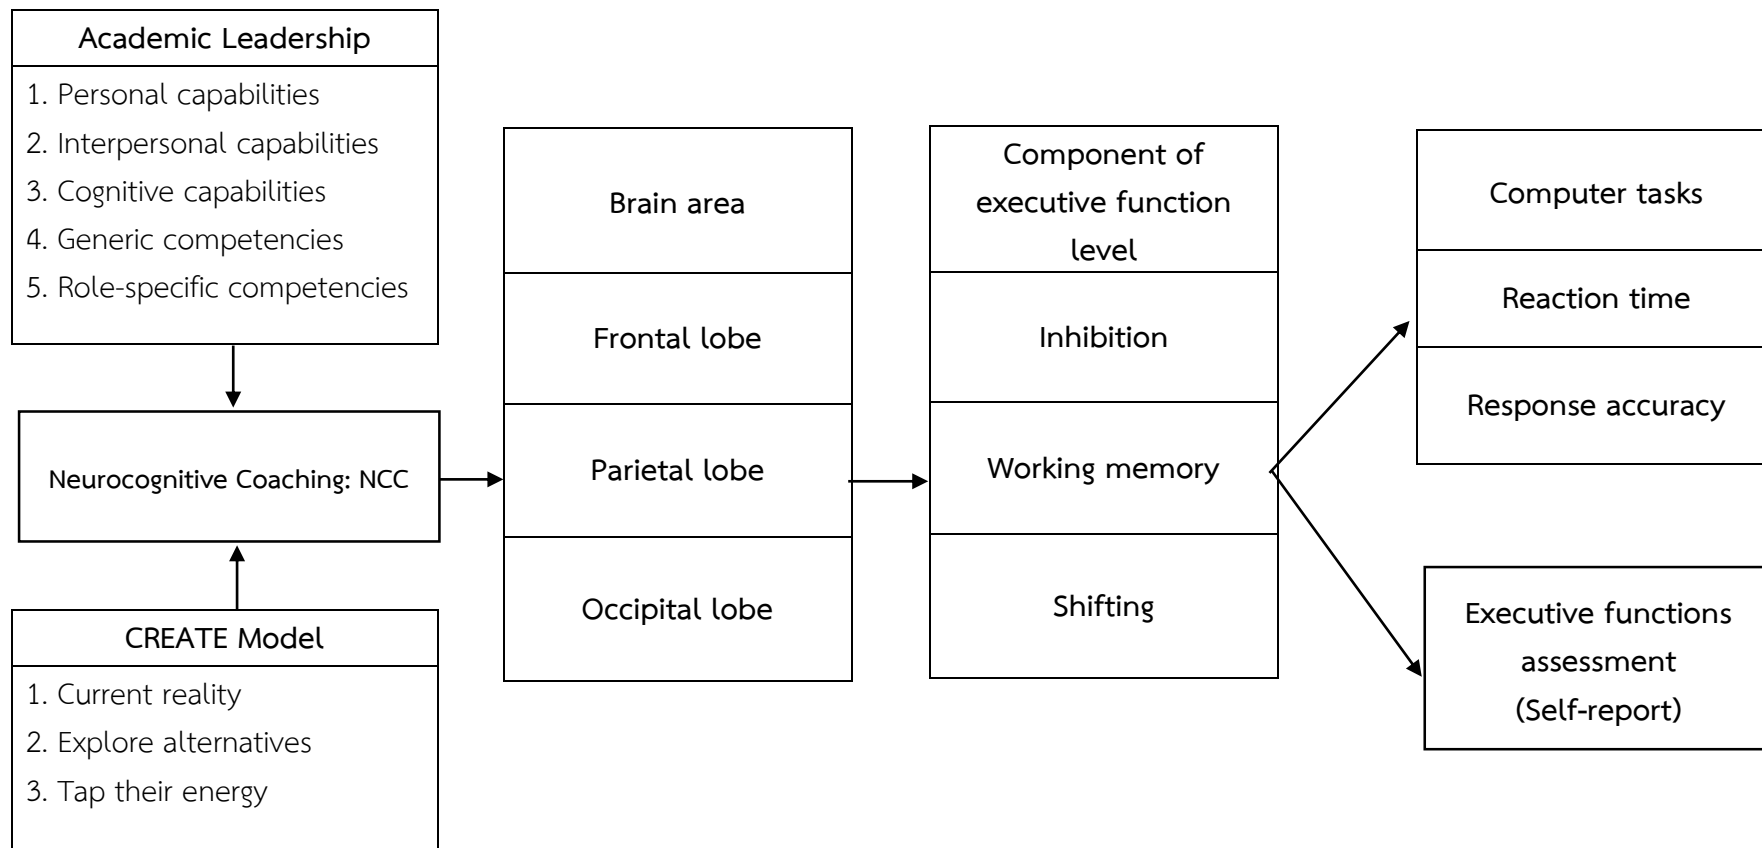 Academic Leadership
1. Personal capabilities
2. Interpersonal capabilities
3. Cognitive capabilities
4. Generic competencies
5. Role-specific competencies
Neurocognitive Coaching: NCC
CREATE Model
1. Current reality
2. Explore alternatives
3. Tap their energy
Brain area
Frontal lobe
Parietal lobe
Occipital lobe
Component of
executive function
level
Inhibition
Working memory
Shifting
Computer tasks
Reaction time
Response accuracy
Executive functions
assessment
(Self-report)